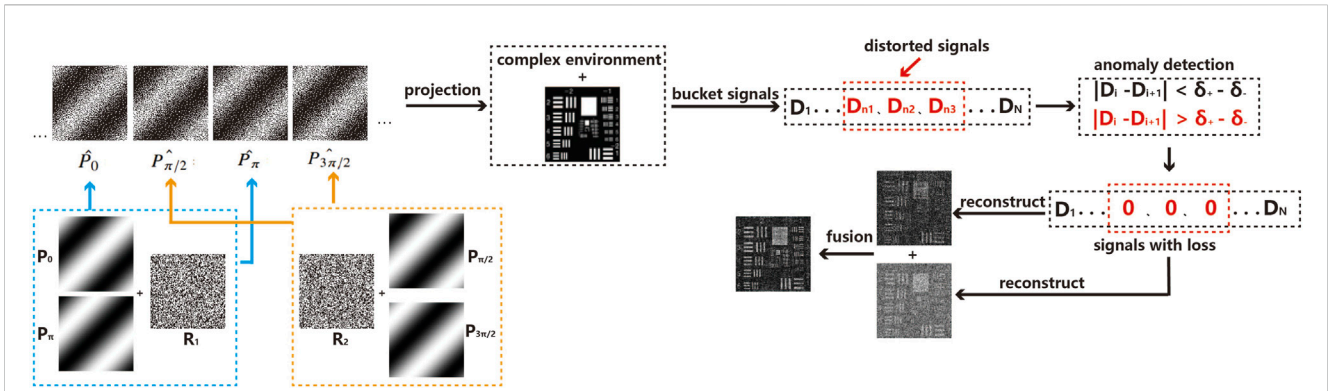 ...
P̂₀
P̂π/2
P̂π
P̂3π/2
...
P₀
Pπ
+
R₁
R₂
+
Pπ/2
P3π/2
projection
complex environment
+
bucket signals
distorted signals
D₁...Dn1、Dn2、Dn3...DN
anomaly detection
|Di -Di+1| < δ₊ - δ₋
|Di -Di+1| > δ₊ - δ₋
D₁... 0 、 0 、 0 ...DN
signals with loss
reconstruct
+
reconstruct
fusion